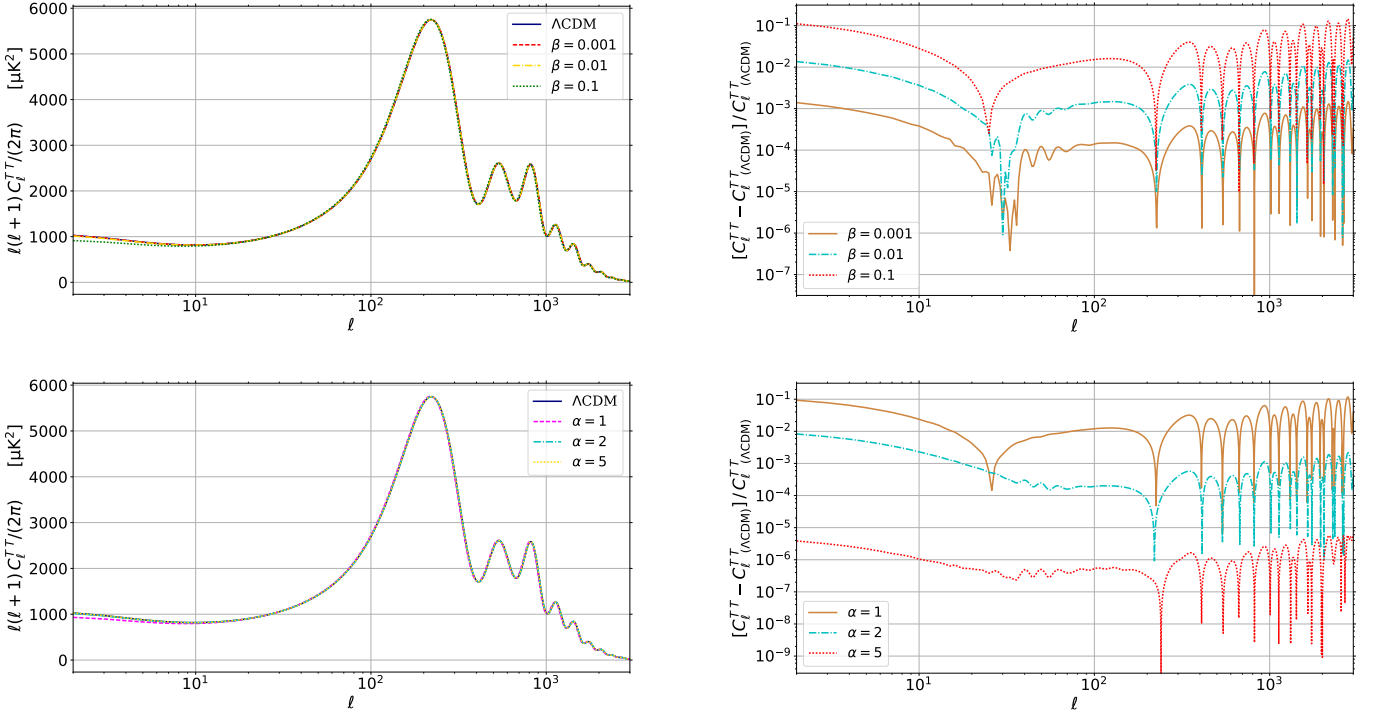 6000
5000
4000
3000
2000
1000
0
ℓ(ℓ + 1) C_ℓ^{TT}/(2π) [μK²]
ΛCDM
β = 0.001
β = 0.01
β = 0.1
10¹ 10² 10³
ℓ
10⁻¹
10⁻²
10⁻³
10⁻⁴
10⁻⁵
10⁻⁶
10⁻⁷
[C_ℓ^{TT} − C_ℓ^{TT}_{(ΛCDM)}] / C_ℓ^{TT}_{(ΛCDM)}
β = 0.001
β = 0.01
β = 0.1
10¹ 10² 10³
ℓ
6000
5000
4000
3000
2000
1000
0
ℓ(ℓ + 1) C_ℓ^{TT}/(2π) [μK²]
ΛCDM
α = 1
α = 2
α = 5
10¹ 10² 10³
ℓ
10⁻¹
10⁻²
10⁻³
10⁻⁴
10⁻⁵
10⁻⁶
10⁻⁷
10⁻⁸
10⁻⁹
[C_ℓ^{TT} − C_ℓ^{TT}_{(ΛCDM)}] / C_ℓ^{TT}_{(ΛCDM)}
α = 1
α = 2
α = 5
10¹ 10² 10³
ℓ